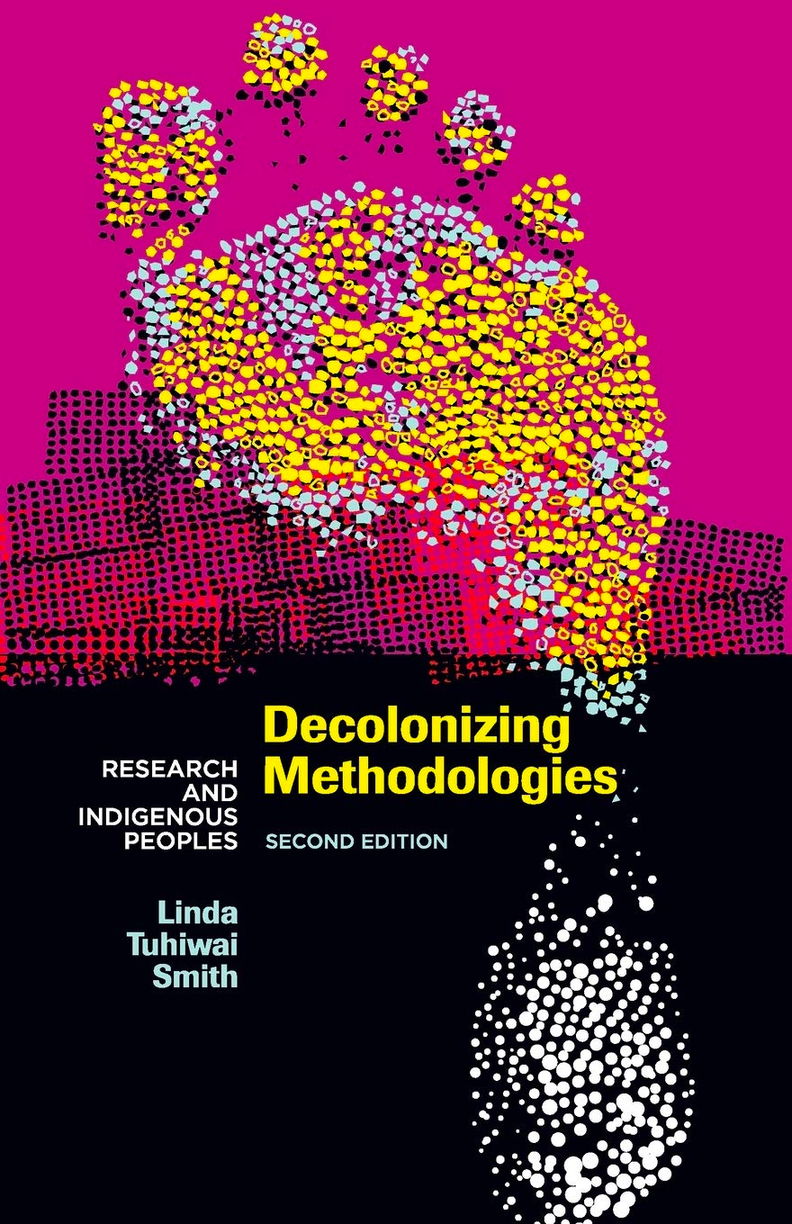 Decolonizing
Methodologies
RESEARCH
AND
INDIGENOUS
PEOPLES
SECOND EDITION
Linda
Tuhiwai
Smith